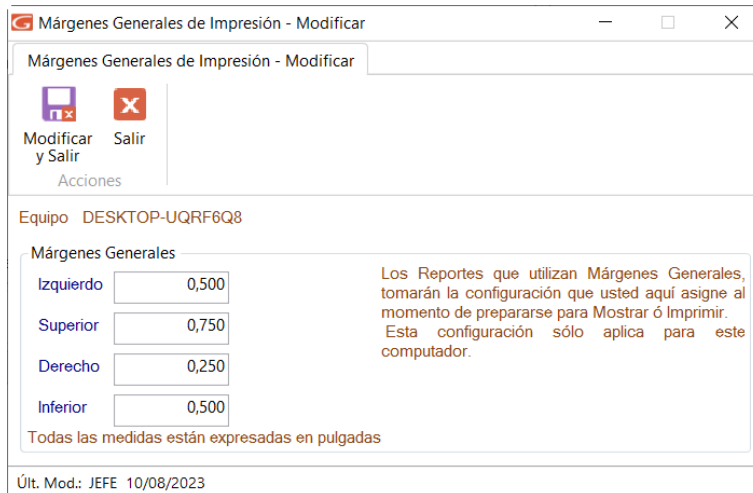 Márgenes Generales de Impresión - Modificar
Márgenes Generales de Impresión - Modificar
Modificar
y Salir
Salir
Acciones
Equipo DESKTOP-UQRF6Q8
Márgenes Generales
Izquierdo 0,500
Superior 0,750
Derecho 0,250
Inferior 0,500
Los Reportes que utilizan Márgenes Generales,
tomarán la configuración que usted aquí asigne al
momento de prepararse para Mostrar ó Imprimir.
Esta configuración sólo aplica para este
computador.
Todas las medidas están expresadas en pulgadas
Últ. Mod.: JEFE 10/08/2023